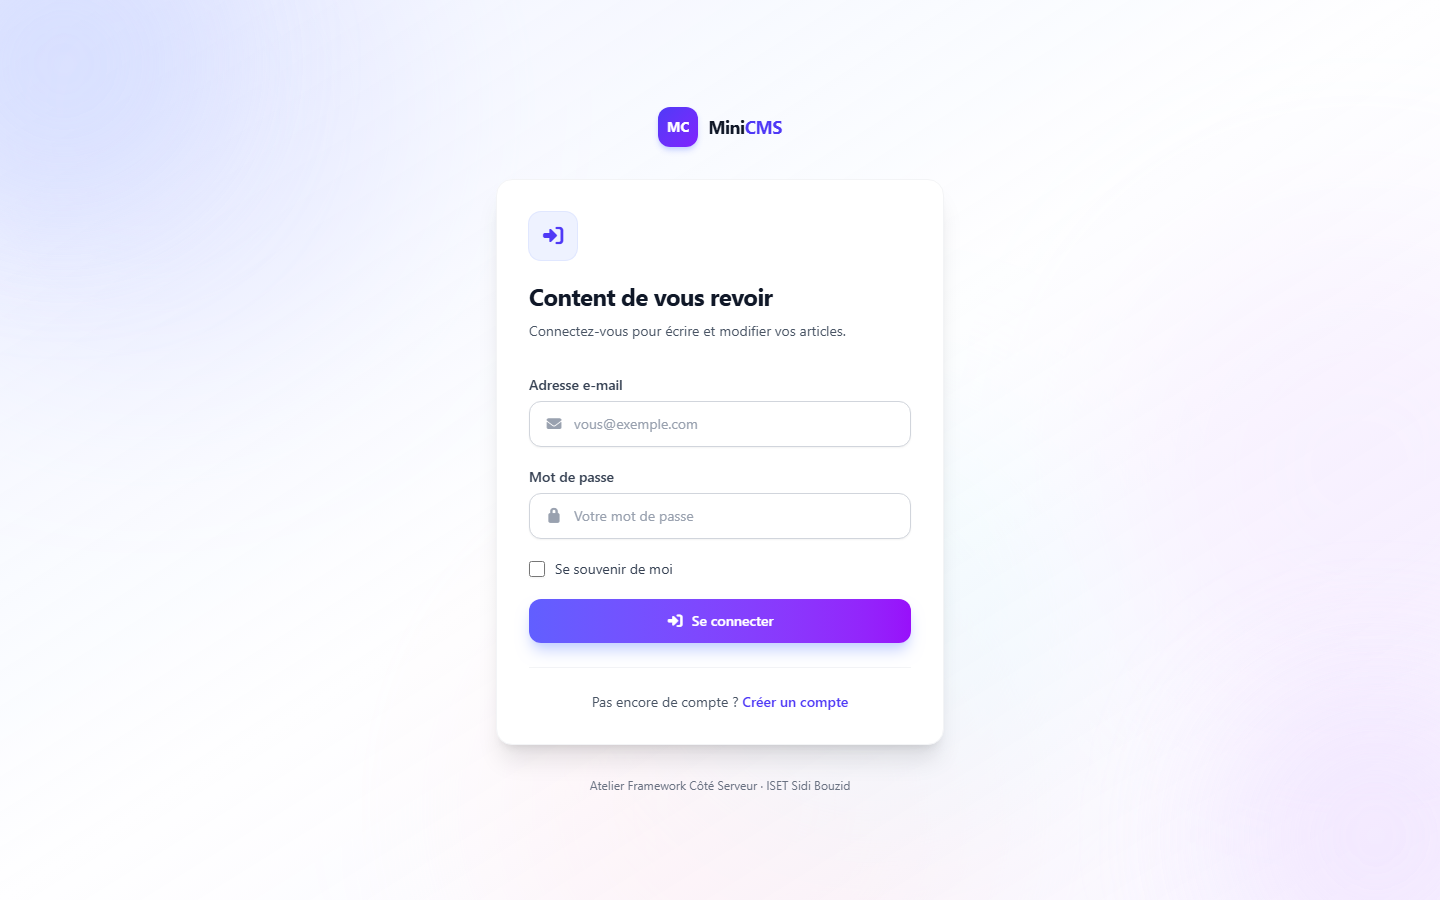 MC MiniCMS
Content de vous revoir
Connectez-vous pour écrire et modifier vos articles.
Adresse e-mail
vous@exemple.com
Mot de passe
Votre mot de passe
Se souvenir de moi
Se connecter
Pas encore de compte ? Créer un compte
Atelier Framework Côté Serveur · ISET Sidi Bouzid